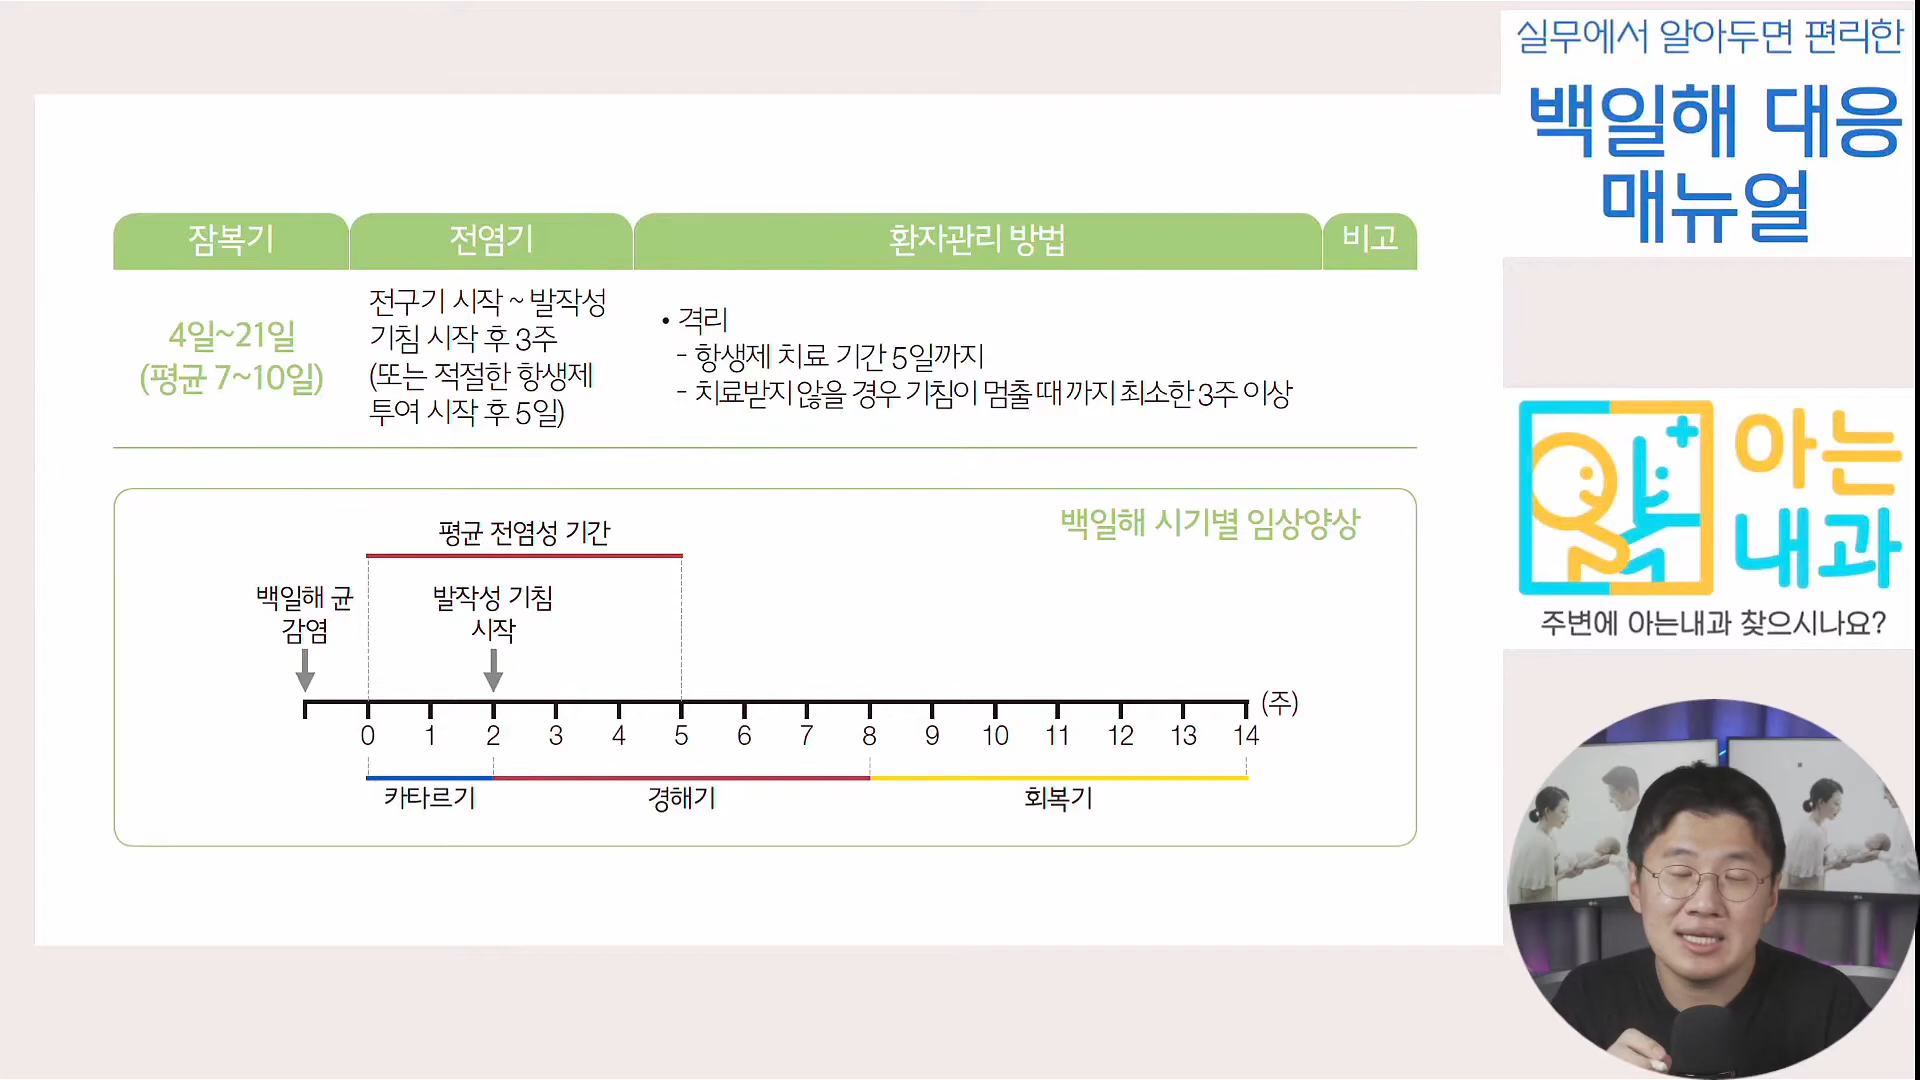 실무에서 알아두면 편리한
백일해 대응
매뉴얼
잠복기
전염기
환자관리 방법
비고
4일~21일
(평균 7~10일)
전구기 시작 ~ 발작성
기침 시작 후 3주
(또는 적절한 항생제
투여 시작 후 5일)
• 격리
- 항생제 치료 기간 5일까지
- 치료받지 않을 경우 기침이 멈출 때 까지 최소한 3주 이상
백일해 시기별 임상양상
평균 전염성 기간
백일해 균
감염
발작성 기침
시작
(주)
0 1 2 3 4 5 6 7 8 9 10 11 12 13 14
카타르기
경해기
회복기
아는
내과
주변에 아는내과 찾으시나요?